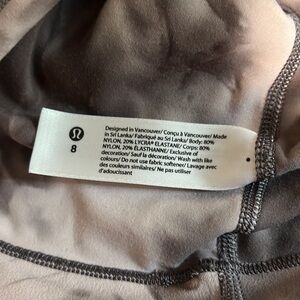 8
Designed in Vancouver/ Conçu à Vancouver/ Made
in Sri Lanka/ Fabriqué au Sri Lanka/ Body: 80%
NYLON, 20% LYCRA® ELASTANE/ Corps: 80%
NYLON, 20% ÉLASTHANNE/ Exclusive of
decoration/ Sauf la décoration/ Wash with like
colours/ Do not use fabric softener/ Lavage avec
des couleurs similaires/ Ne pas utiliser
d'adoucissant